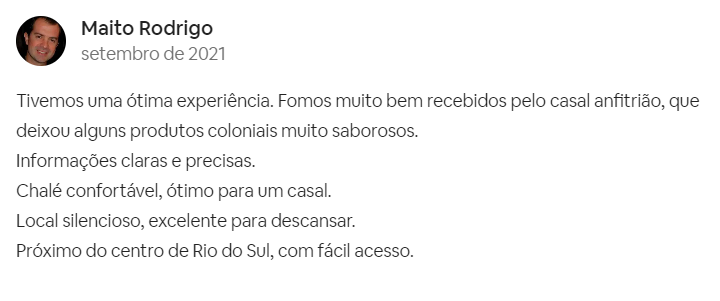 Maito Rodrigo
setembro de 2021
Tivemos uma ótima experiência. Fomos muito bem recebidos pelo casal anfitrião, que
deixou alguns produtos coloniais muito saborosos.
Informações claras e precisas.
Chalé confortável, ótimo para um casal.
Local silencioso, excelente para descansar.
Próximo do centro de Rio do Sul, com fácil acesso.